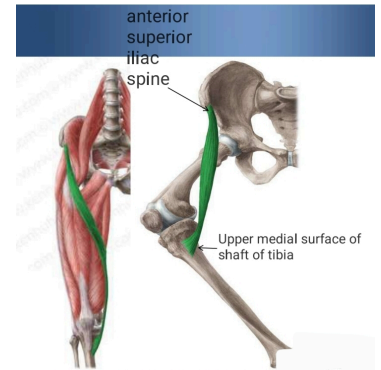 anterior
superior
iliac
spine
Upper medial surface of
shaft of tibia